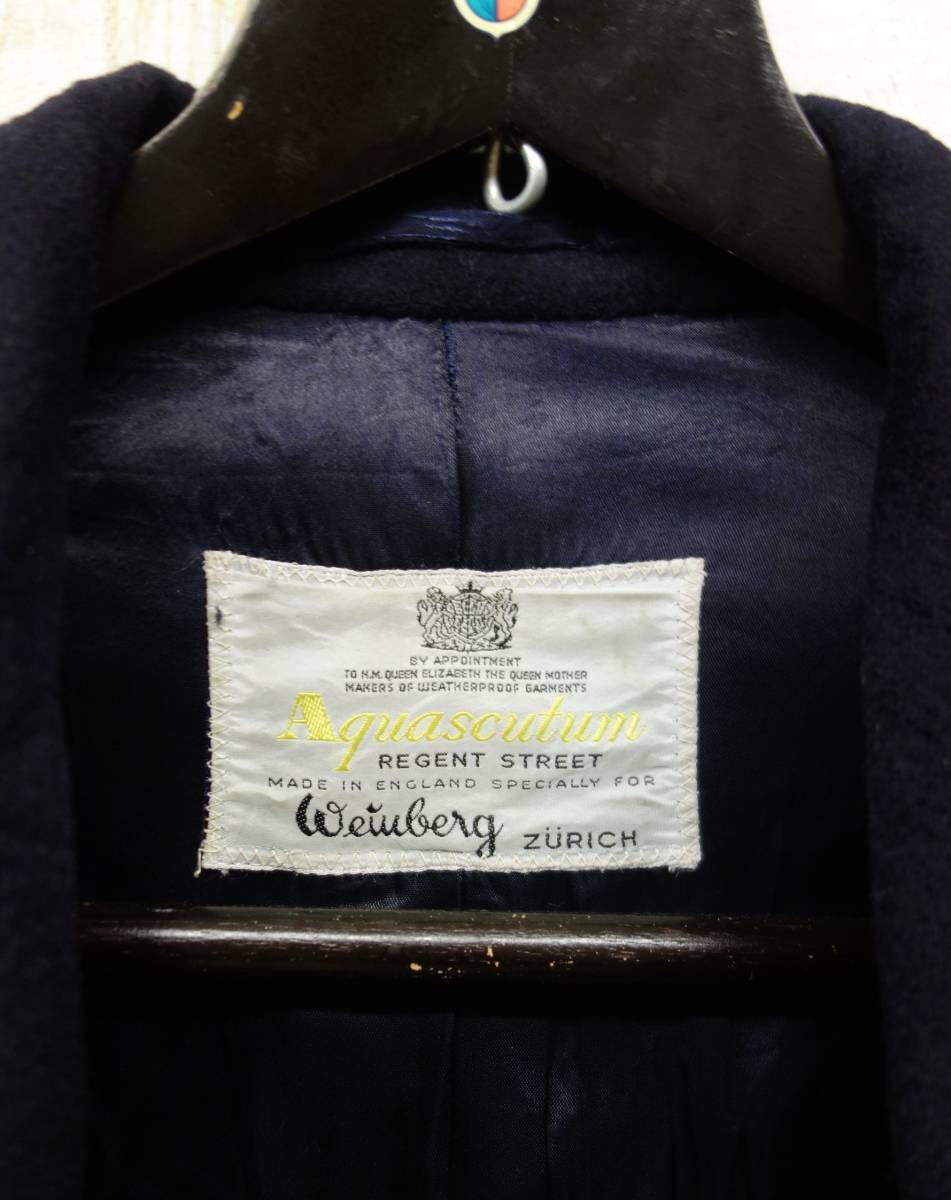 BY APPOINTMENT
TO H.M. QUEEN ELIZABETH THE QUEEN MOTHER
MAKERS OF WEATHERPROOF GARMENTS
Aquascutum
REGENT STREET
MADE IN ENGLAND SPECIALLY FOR
Weinberg ZÜRICH